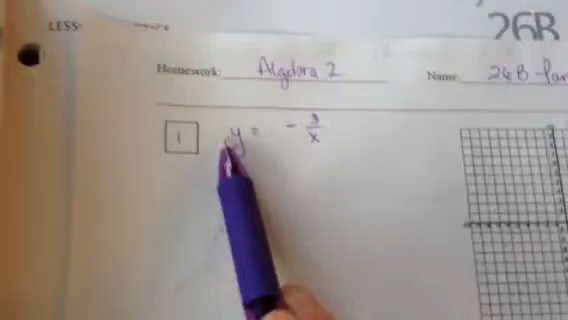 LESS:
26B
Homework: Algebra 2
Name: 26B-
1 y = - 3/x